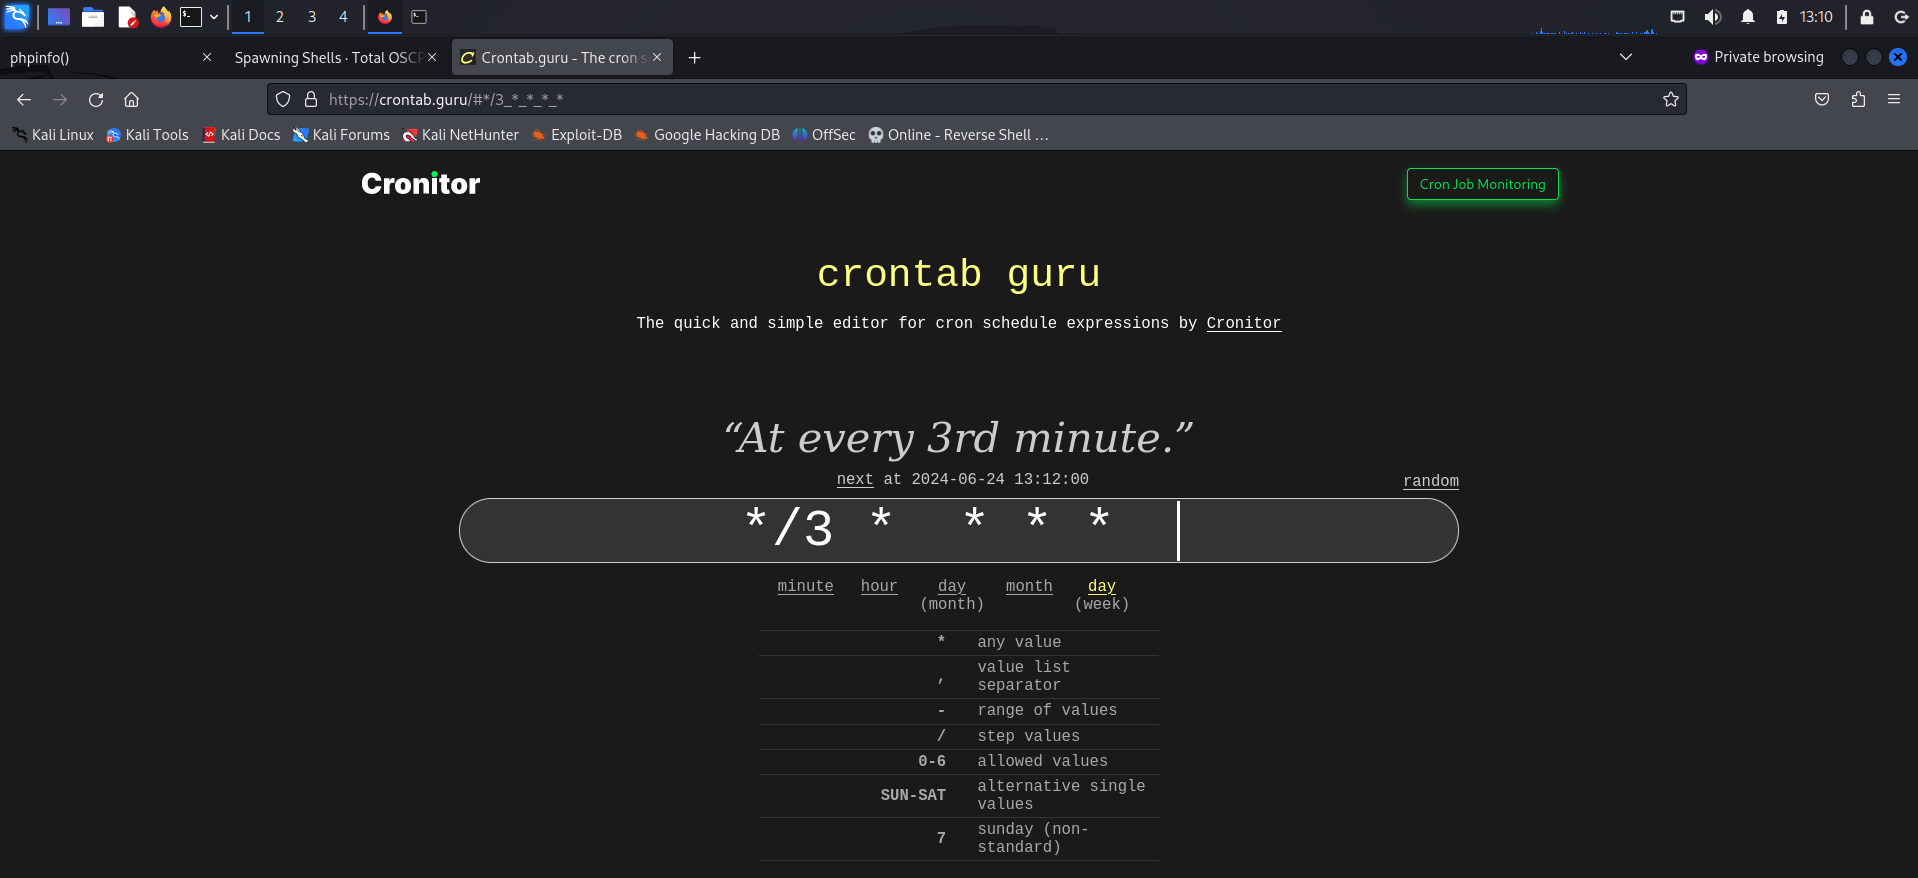 1 2 3 4 13:10
phpinfo() Spawning Shells · Total OSCP Crontab.guru - The cron s Private browsing
https://crontab.guru/#*/3_*_*_*_*
Kali Linux Kali Tools Kali Docs Kali Forums Kali NetHunter Exploit-DB Google Hacking DB OffSec Online - Reverse Shell …
Cronitor Cron Job Monitoring
crontab guru
The quick and simple editor for cron schedule expressions by Cronitor
“At every 3rd minute.”
next at 2024-06-24 13:12:00 random
*/3 *  * * *
minute hour day month day
(month) (week)
* any value
, value list
separator
- range of values
/ step values
0-6 allowed values
SUN-SAT alternative single
values
7 sunday (non-
standard)